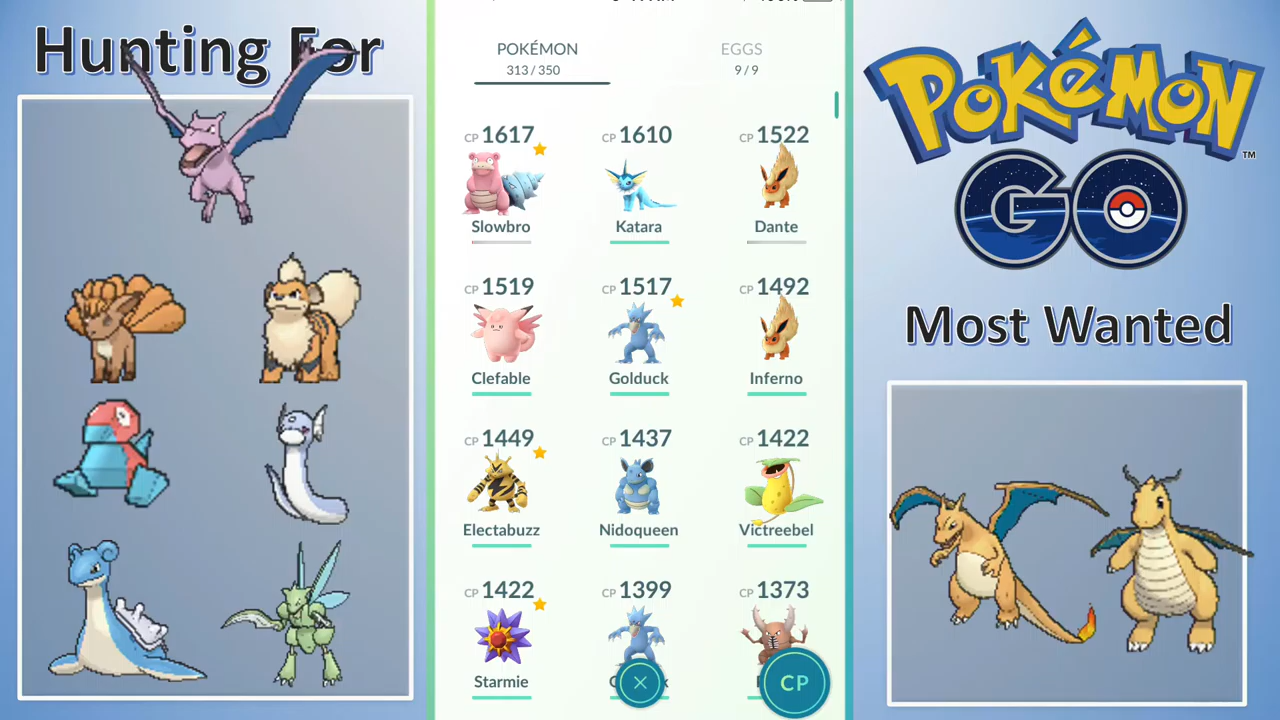 Hunting For
POKÉMON
313 / 350
EGGS
9 / 9
CP 1617
CP 1610
CP 1522
Slowbro
Katara
Dante
CP 1519
CP 1517
CP 1492
Clefable
Golduck
Inferno
CP 1449
CP 1437
CP 1422
Electabuzz
Nidoqueen
Victreebel
CP 1422
CP 1399
CP 1373
Starmie
CP
POKÉMON
TM
GO
Most Wanted